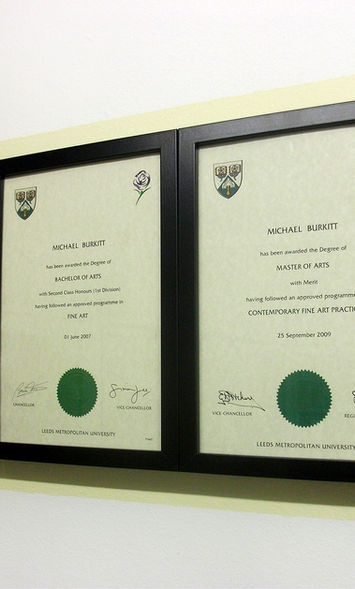 MICHAEL BURKITT
has been awarded the Degree of
BACHELOR OF ARTS
with Second Class Honours (1st Division)
having followed an approved programme in
FINE ART
01 June 2007
CHANCELLOR
VICE CHANCELLOR
LEEDS METROPOLITAN UNIVERSITY
MICHAEL BURKITT
has been awarded the Degree of
MASTER OF ARTS
with Merit
having followed an approved programme
CONTEMPORARY FINE ART PRACTIC
25 September 2009
VICE CHANCELLOR
REGI
LEEDS METROPOLITAN UNIVERSITY